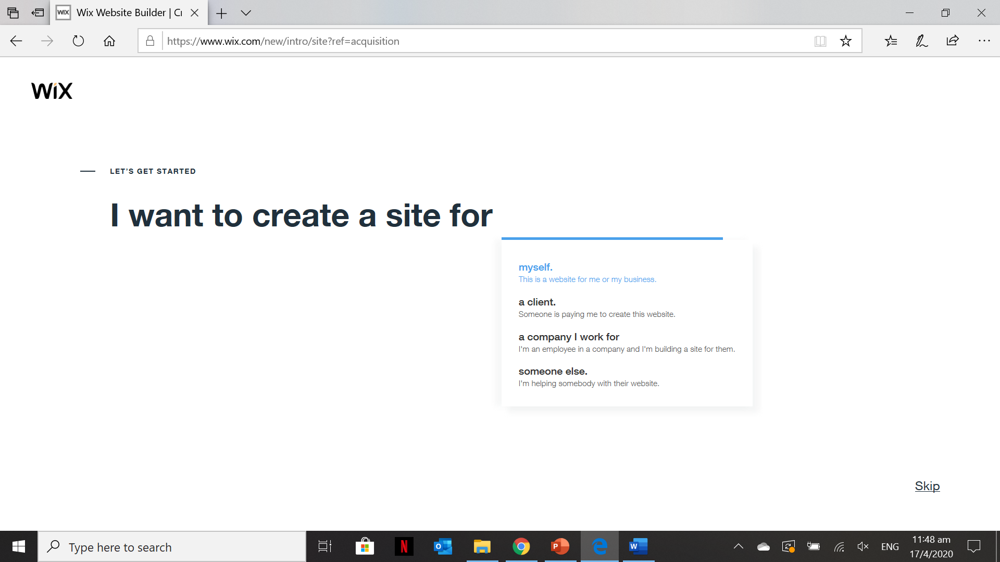 WiX Wix Website Builder | Cr
https://www.wix.com/new/intro/site?ref=acquisition
WiX
LET'S GET STARTED
I want to create a site for
myself.
This is a website for me or my business.
a client.
Someone is paying me to create this website.
a company I work for
I'm an employee in a company and I'm building a site for them.
someone else.
I'm helping somebody with their website.
Skip
Type here to search
N
O
P
W
ENG
11:48 am
17/4/2020